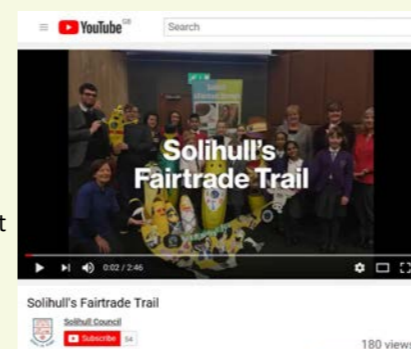 YouTube GB
Search
Solihull's
Fairtrade Trail
0:02 / 2:46
t
Solihull's Fairtrade Trail
Solihull Council
Subscribe 54
180 views